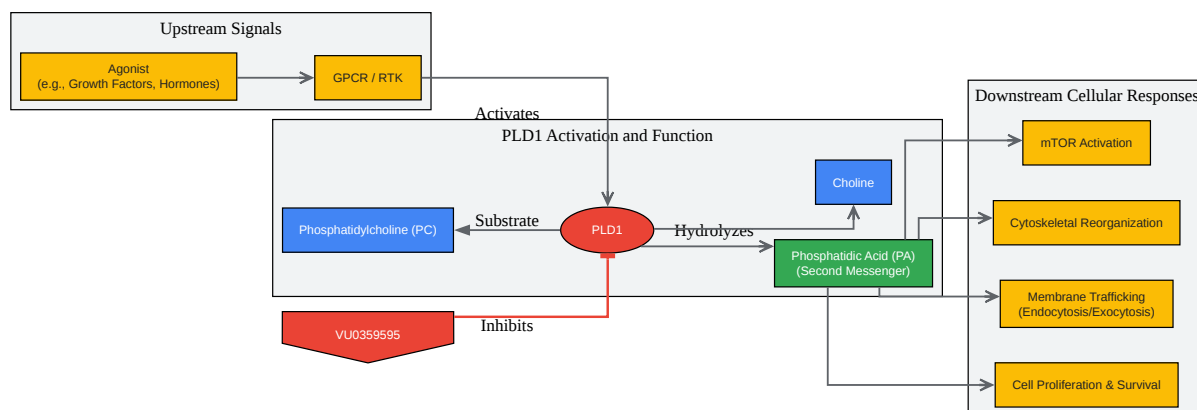 Upstream Signals
Agonist
(e.g., Growth Factors, Hormones)
GPCR / RTK
Activates
PLD1 Activation and Function
Phosphatidylcholine (PC)
Substrate
PLD1
Hydrolyzes
Choline
Phosphatidic Acid (PA)
(Second Messenger)
VU0359595
Inhibits
Downstream Cellular Responses
mTOR Activation
Cytoskeletal Reorganization
Membrane Trafficking
(Endocytosis/Exocytosis)
Cell Proliferation & Survival